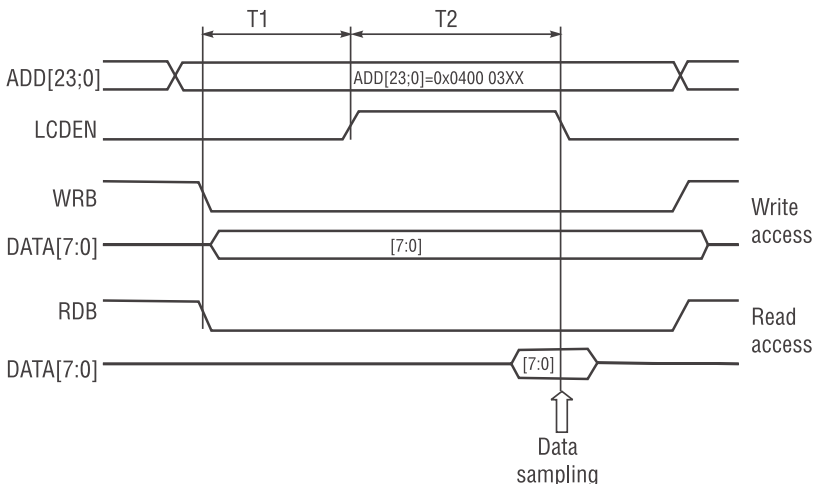 T1 T2
ADD[23;0] ADD[23;0]=0x0400 03XX
LCDEN
WRB
Write
access
DATA[7:0] [7:0]
RDB
Read
access
DATA[7:0] [7:0]
Data
sampling